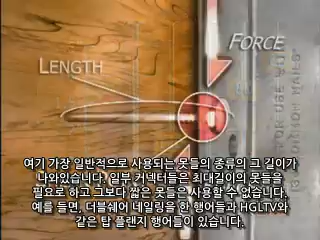 FORCE
LENGTH
여기 가장 일반적으로 사용되는 못들의 종류의 그 길이가
나와있습니다. 일부 커넥터들은 최대길이의 못들을
필요로 하고 그보다 짧은 못들은 사용할 수 없습니다.
예를 들면, 더블쉐어 네일링을 한 행어들과 HGLTV와
같은 탑 플랜지 행어들이 있습니다.